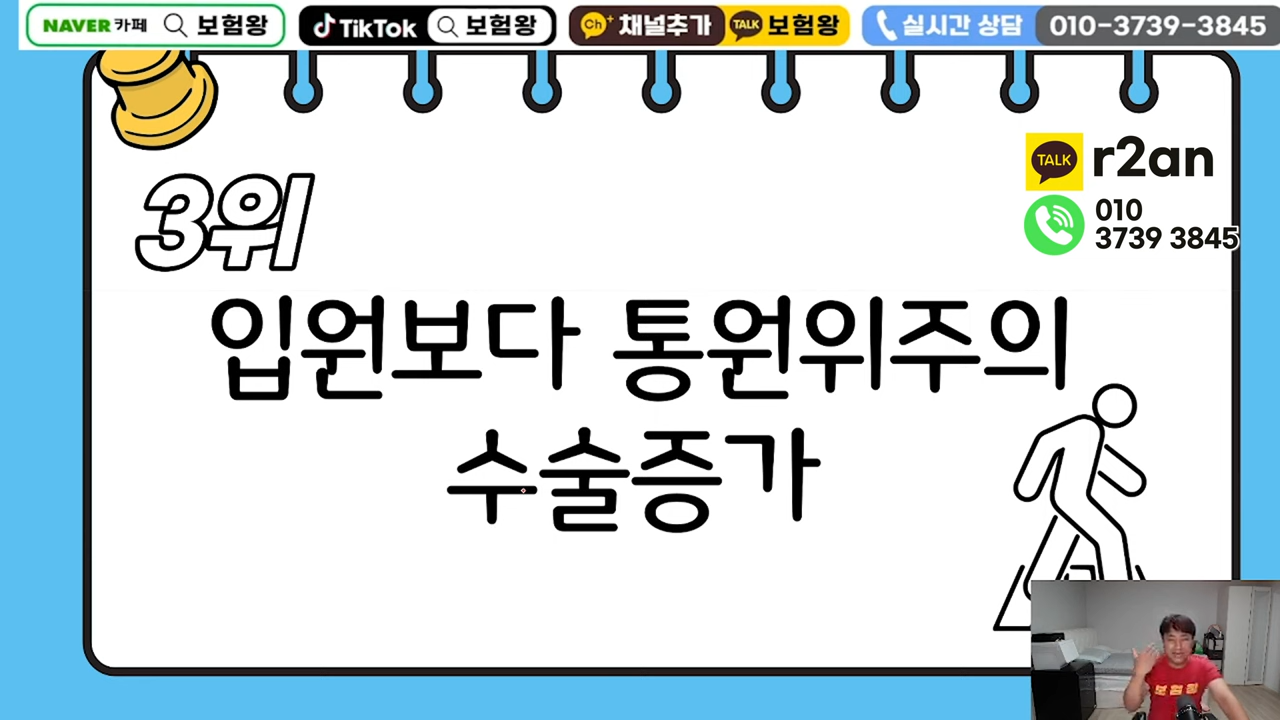 NAVER 카페 보험왕
TikTok 보험왕
Ch+ 채널추가 TALK 보험왕
실시간 상담 010-3739-3845
TALK r2an
010
3739 3845
3위
입원보다 통원위주의
수술증가
보험왕